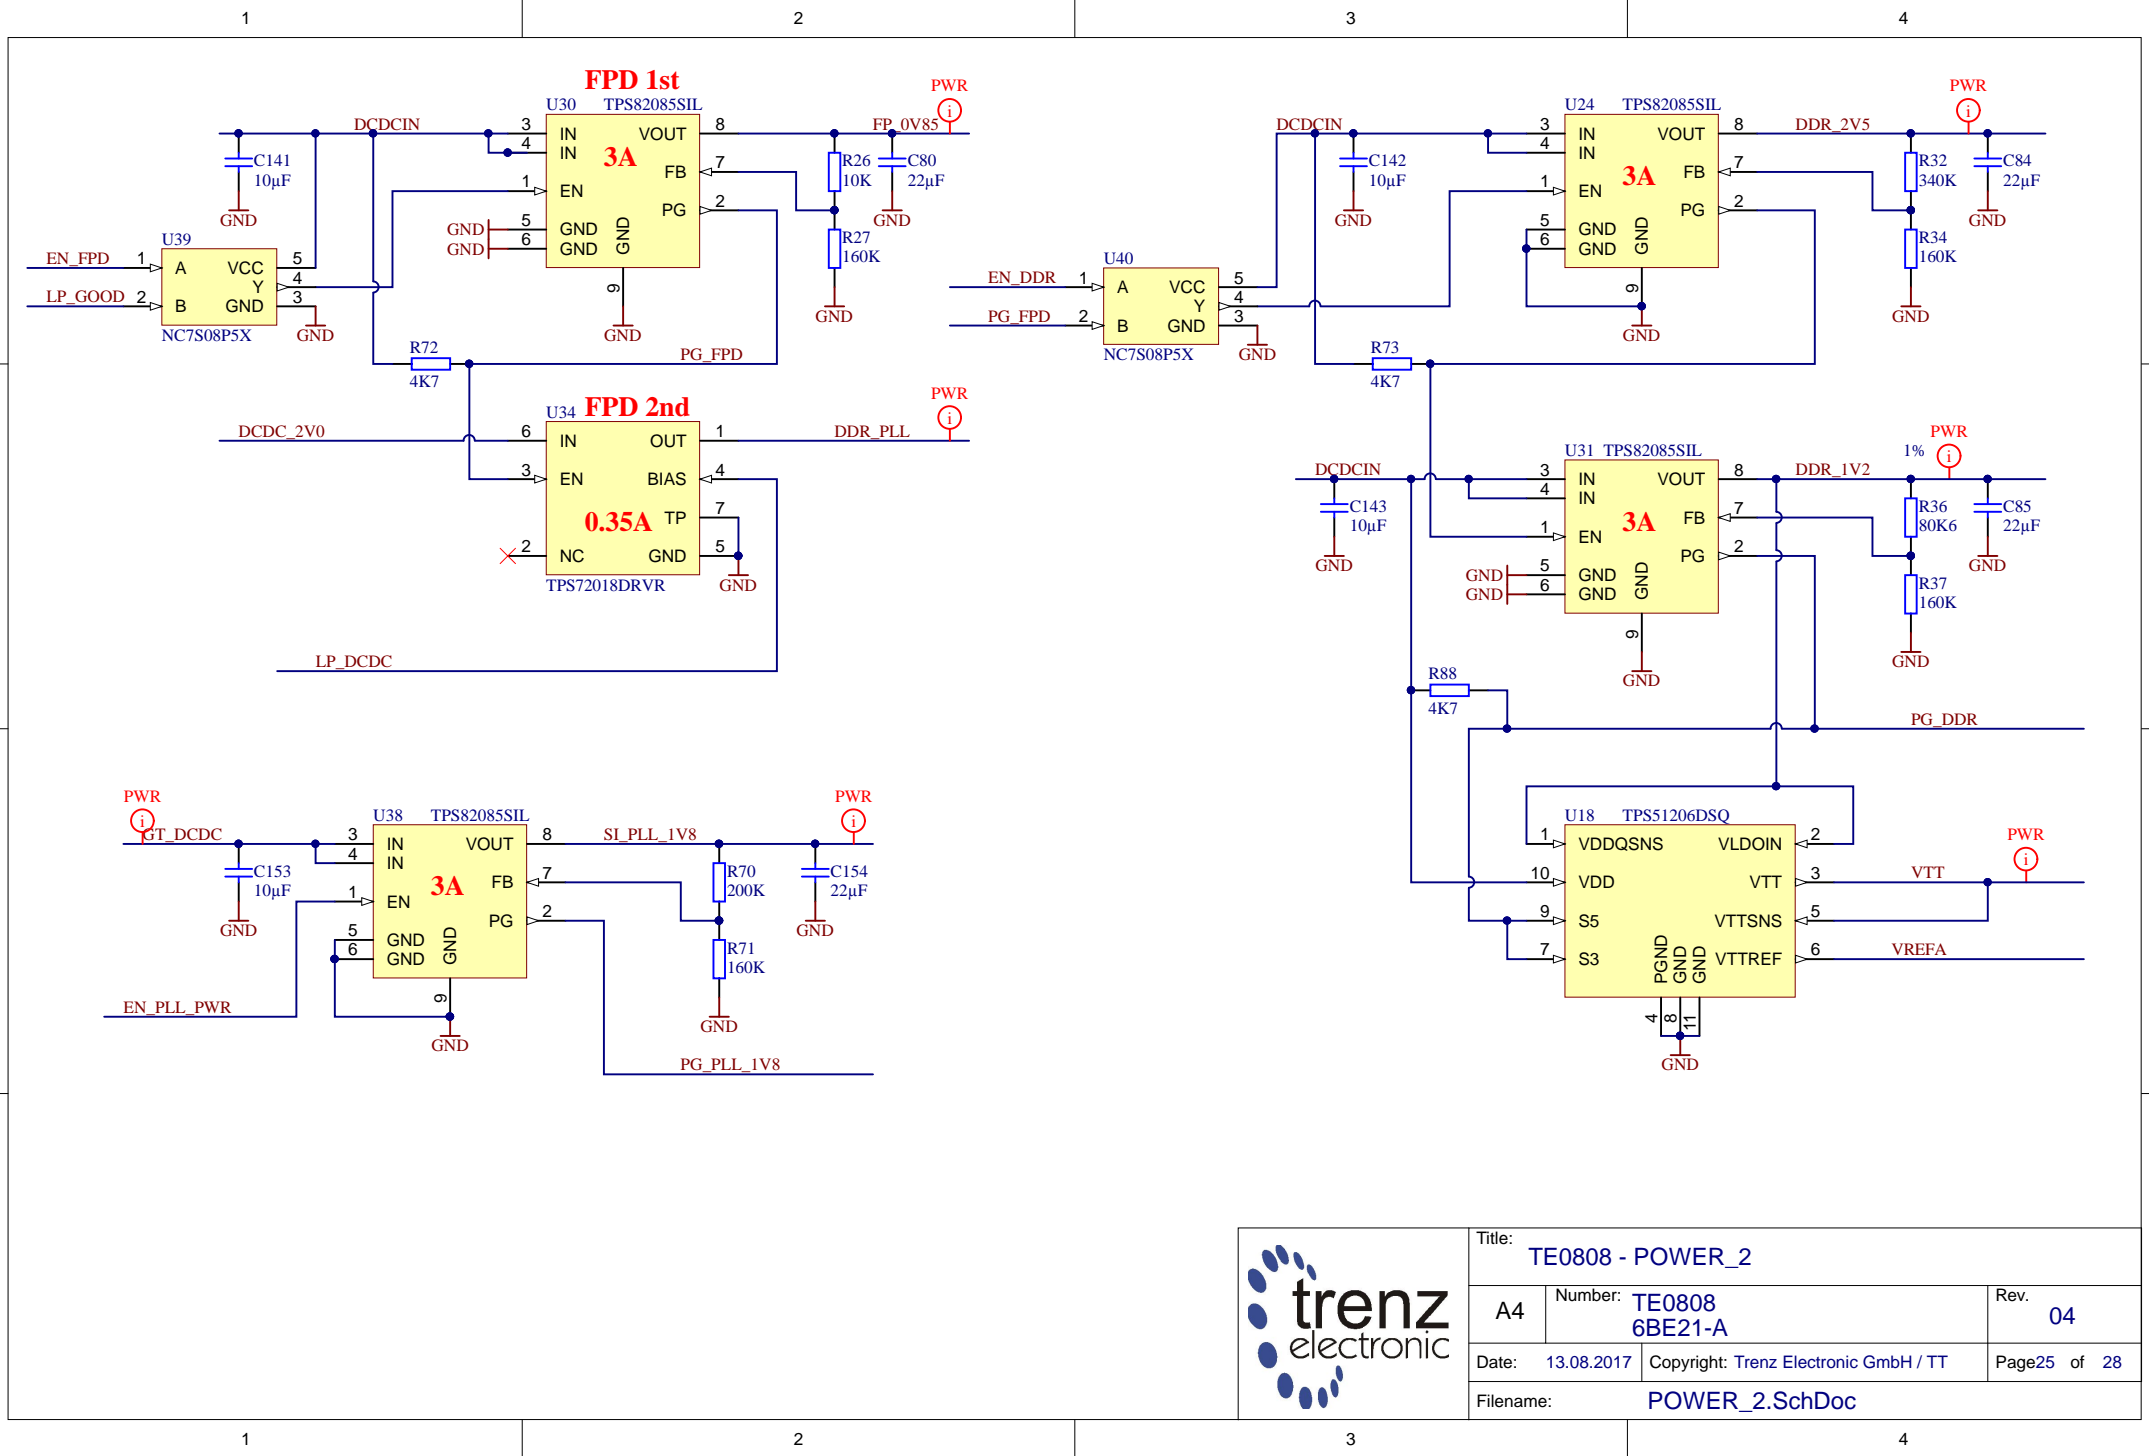 1
2
3
4
FPD 1st
U30
TPS82085SIL
PWR
i
DCDCIN
3
IN
VOUT
8
FP_0V85
4
IN
3A
C141
10µF
GND
FB
7
R26
10K
C80
22µF
GND
1
EN
PG
2
GND
5
GND
GND
6
GND
GND
9
GND
R27
160K
GND
U39
EN_FPD
1
A
VCC
5
Y
4
LP_GOOD
2
B
GND
3
NC7S08P5X
GND
R72
4K7
PG_FPD
U34
FPD 2nd
PWR
i
DCDC_2V0
6
IN
OUT
1
DDR_PLL
3
EN
BIAS
4
0.35A
TP
7
2
NC
GND
5
TPS72018DRVR
GND
LP_DCDC
PWR
i
GT_DCDC
U38
TPS82085SIL
PWR
i
3
IN
VOUT
8
SI_PLL_1V8
4
IN
C153
10µF
GND
3A
FB
7
R70
200K
C154
22µF
GND
1
EN
PG
2
5
GND
6
GND
GND
9
GND
R71
160K
GND
EN_PLL_PWR
PG_PLL_1V8
U24
TPS82085SIL
PWR
i
DCDCIN
3
IN
VOUT
8
DDR_2V5
4
IN
C142
10µF
GND
3A
FB
7
R32
340K
C84
22µF
GND
1
EN
PG
2
5
GND
6
GND
GND
9
GND
R34
160K
GND
U40
EN_DDR
1
A
VCC
5
Y
4
PG_FPD
2
B
GND
3
NC7S08P5X
GND
R73
4K7
U31
TPS82085SIL
1%
PWR
i
DCDCIN
3
IN
VOUT
8
DDR_1V2
4
IN
C143
10µF
GND
3A
FB
7
R36
80K6
C85
22µF
GND
1
EN
PG
2
GND
5
GND
GND
6
GND
GND
9
GND
R37
160K
GND
R88
4K7
PG_DDR
U18
TPS51206DSQ
1
VDDQSNS
VLDOIN
2
PWR
i
10
VDD
VTT
3
VTT
9
S5
VTTSNS
5
7
S3
VTTREF
6
VREFA
PGND
GND
GND
4
8
11
GND
trenz
electronic
Title:
TE0808 - POWER_2
A4
Number:
TE0808
6BE21-A
Rev.
04
Date:
13.08.2017
Copyright: Trenz Electronic GmbH / TT
Page25 of 28
Filename:
POWER_2.SchDoc
1
2
3
4